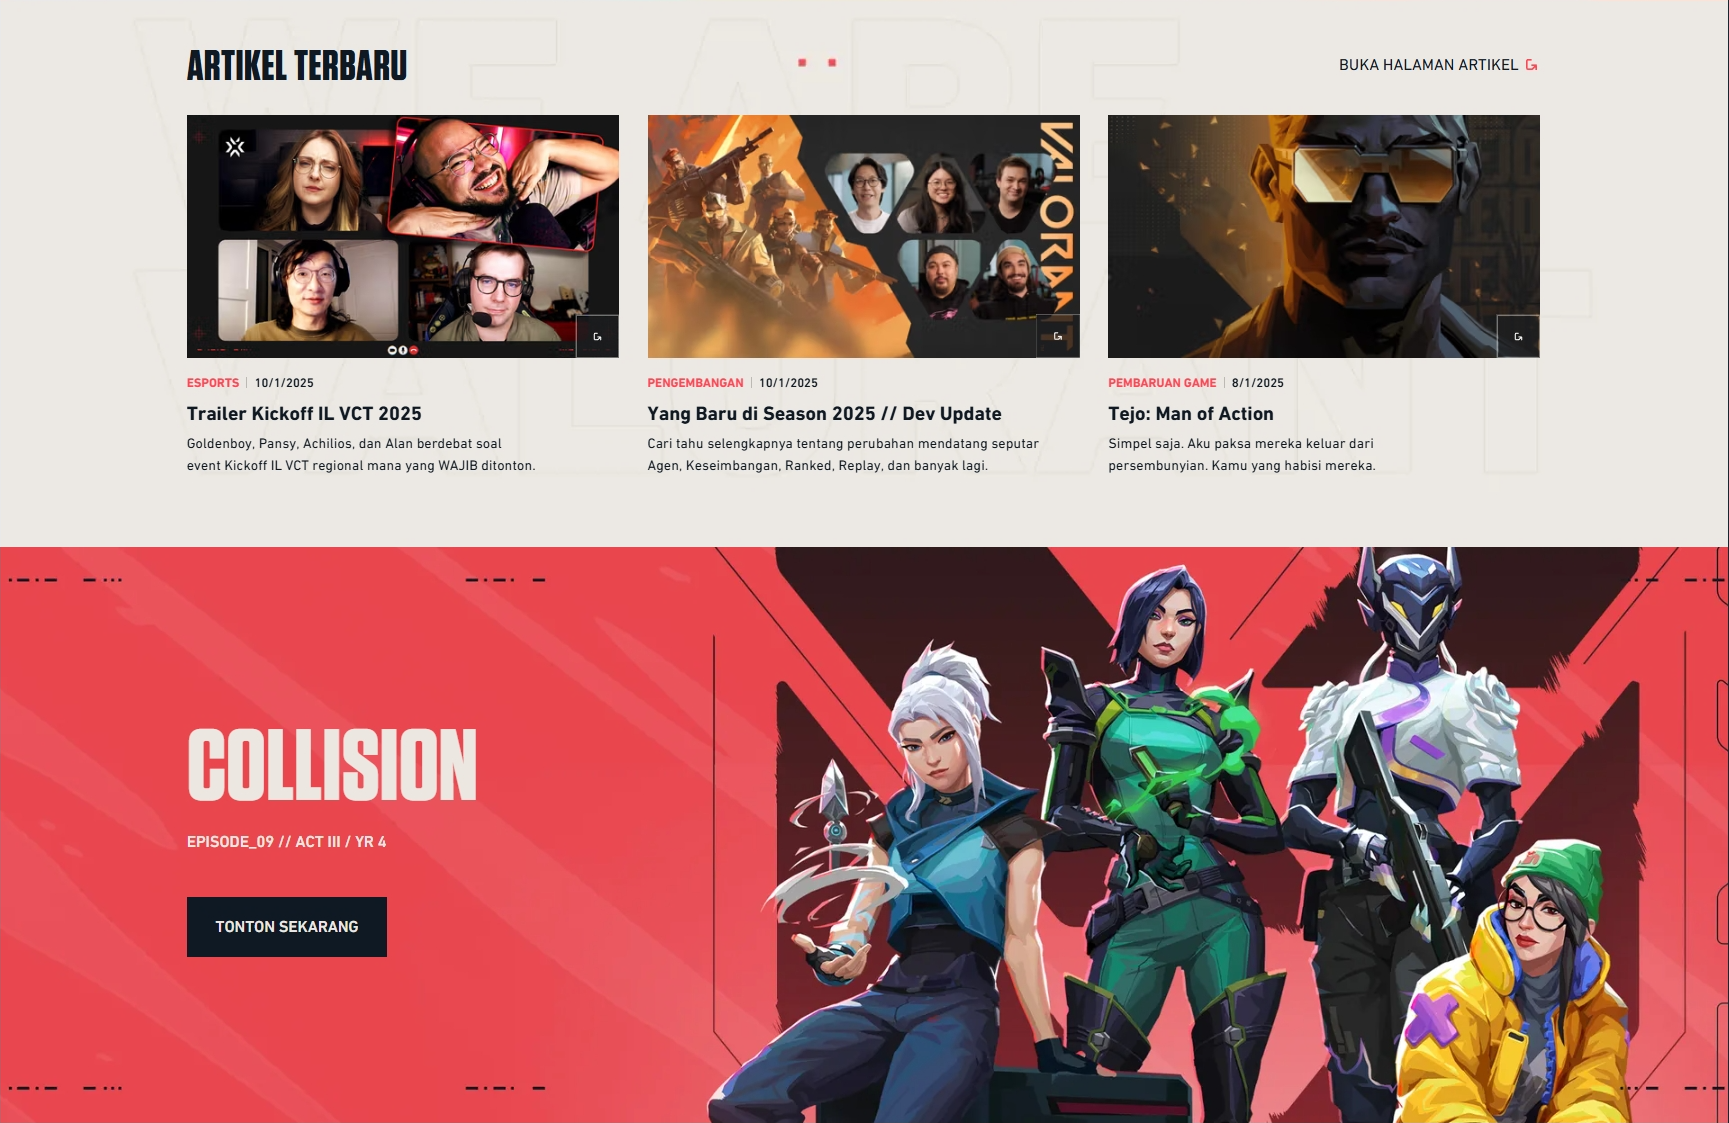 ARTIKEL TERBARU
BUKA HALAMAN ARTIKEL
VALORANT
ESPORTS | 10/1/2025
Trailer Kickoff IL VCT 2025
Goldenboy, Pansy, Achilios, dan Alan berdebat soal
event Kickoff IL VCT regional mana yang WAJIB ditonton.
PENGEMBANGAN | 10/1/2025
Yang Baru di Season 2025 // Dev Update
Cari tahu selengkapnya tentang perubahan mendatang seputar
Agen, Keseimbangan, Ranked, Replay, dan banyak lagi.
PEMBARUAN GAME | 8/1/2025
Tejo: Man of Action
Simpel saja. Aku paksa mereka keluar dari
persembunyian. Kamu yang habisi mereka.
WE ARE
VALORANT
COLLISION
EPISODE_09 // ACT III / YR 4
TONTON SEKARANG